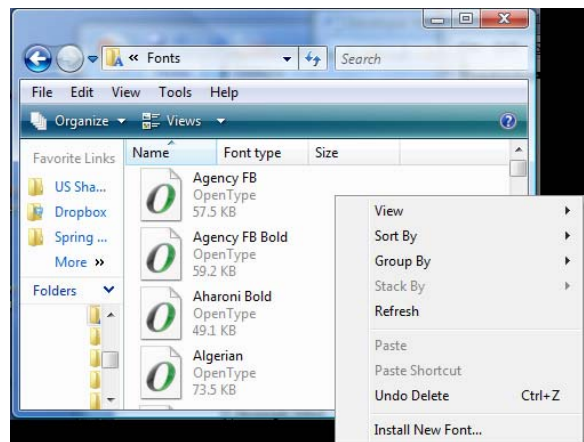 « Fonts
Search
File Edit View Tools Help
Organize Views
Favorite Links
US Sha...
Dropbox
Spring ...
More »
Folders
Name Font type Size
Agency FB
OpenType
57.5 KB
Agency FB Bold
OpenType
59.2 KB
Aharoni Bold
OpenType
49.1 KB
Algerian
OpenType
73.5 KB
View
Sort By
Group By
Stack By
Refresh
Paste
Paste Shortcut
Undo Delete Ctrl+Z
Install New Font...